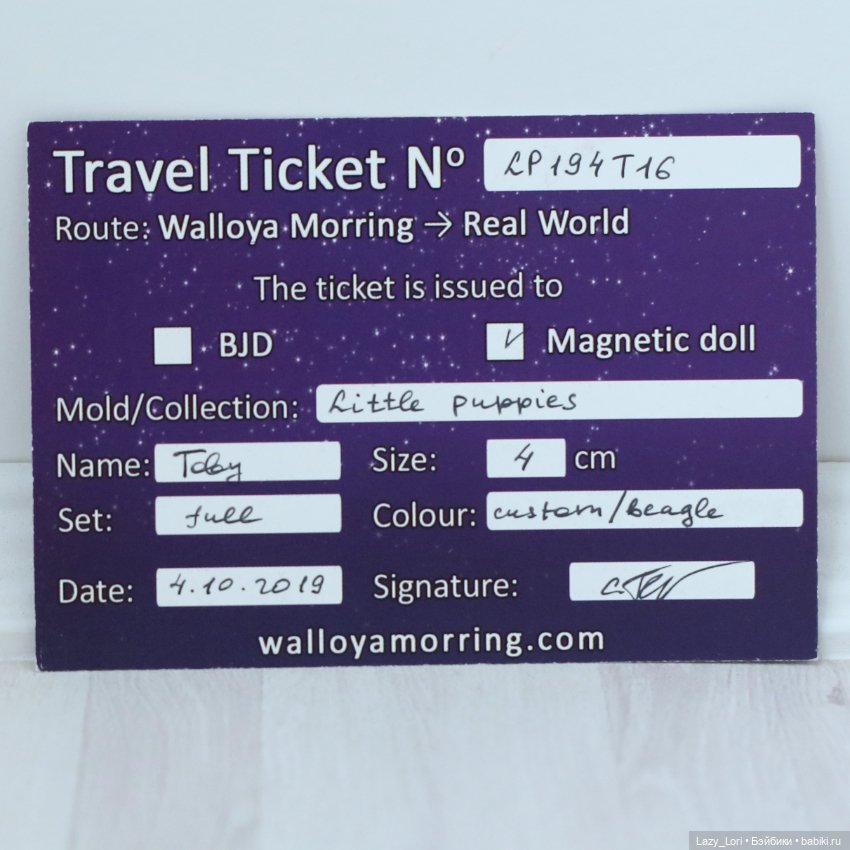 Travel Ticket Nº LP194T16
Route: Walloya Morring → Real World
The ticket is issued to
BJD ✓ Magnetic doll
Mold/Collection: Little puppies
Name: Toby Size: 4 cm
Set: full Colour: custom/beagle
Date: 4.10.2019 Signature:
walloyamorring.com
Lazy_Lori • Бэйбики • babiki.ru